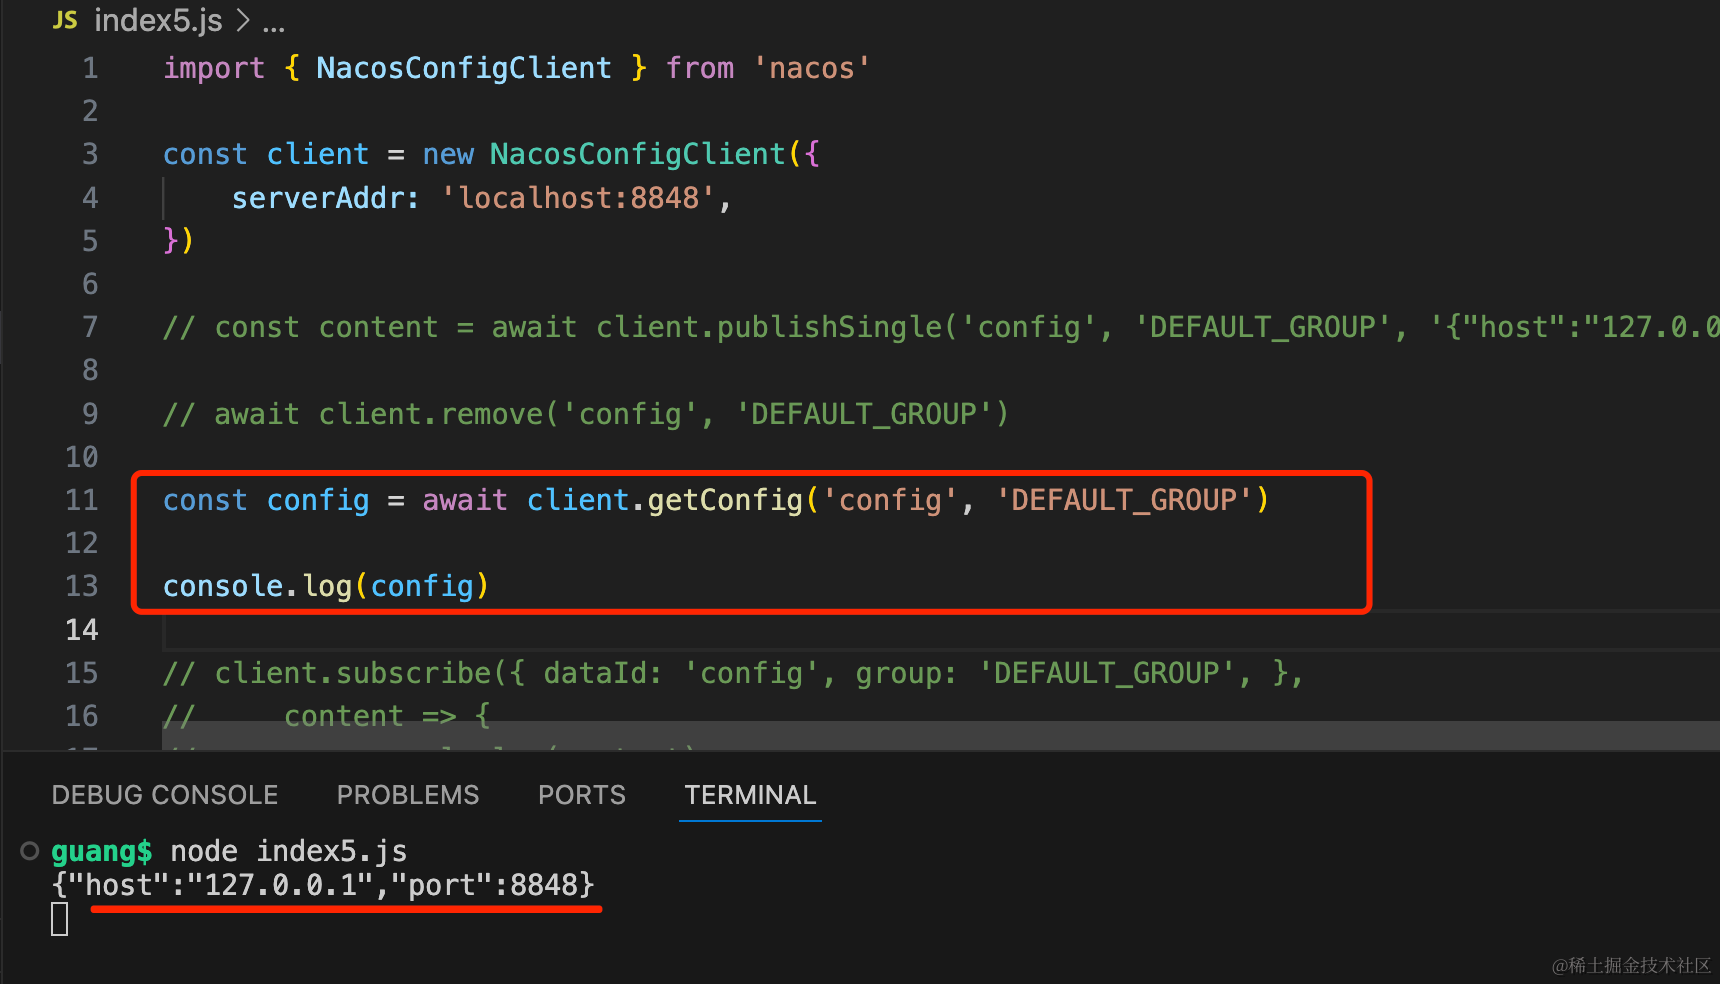 JS index5.js > ...
1 import { NacosConfigClient } from 'nacos'
2
3 const client = new NacosConfigClient({
4     serverAddr: 'localhost:8848',
5 })
6
7 // const content = await client.publishSingle('config', 'DEFAULT_GROUP', '{"host":"127.0.0
8
9 // await client.remove('config', 'DEFAULT_GROUP')
10
11 const config = await client.getConfig('config', 'DEFAULT_GROUP')
12
13 console.log(config)
14
15 // client.subscribe({ dataId: 'config', group: 'DEFAULT_GROUP', },
16 //     content => {
DEBUG CONSOLE PROBLEMS PORTS TERMINAL
guang$ node index5.js
{"host":"127.0.0.1","port":8848}
@稀土掘金技术社区